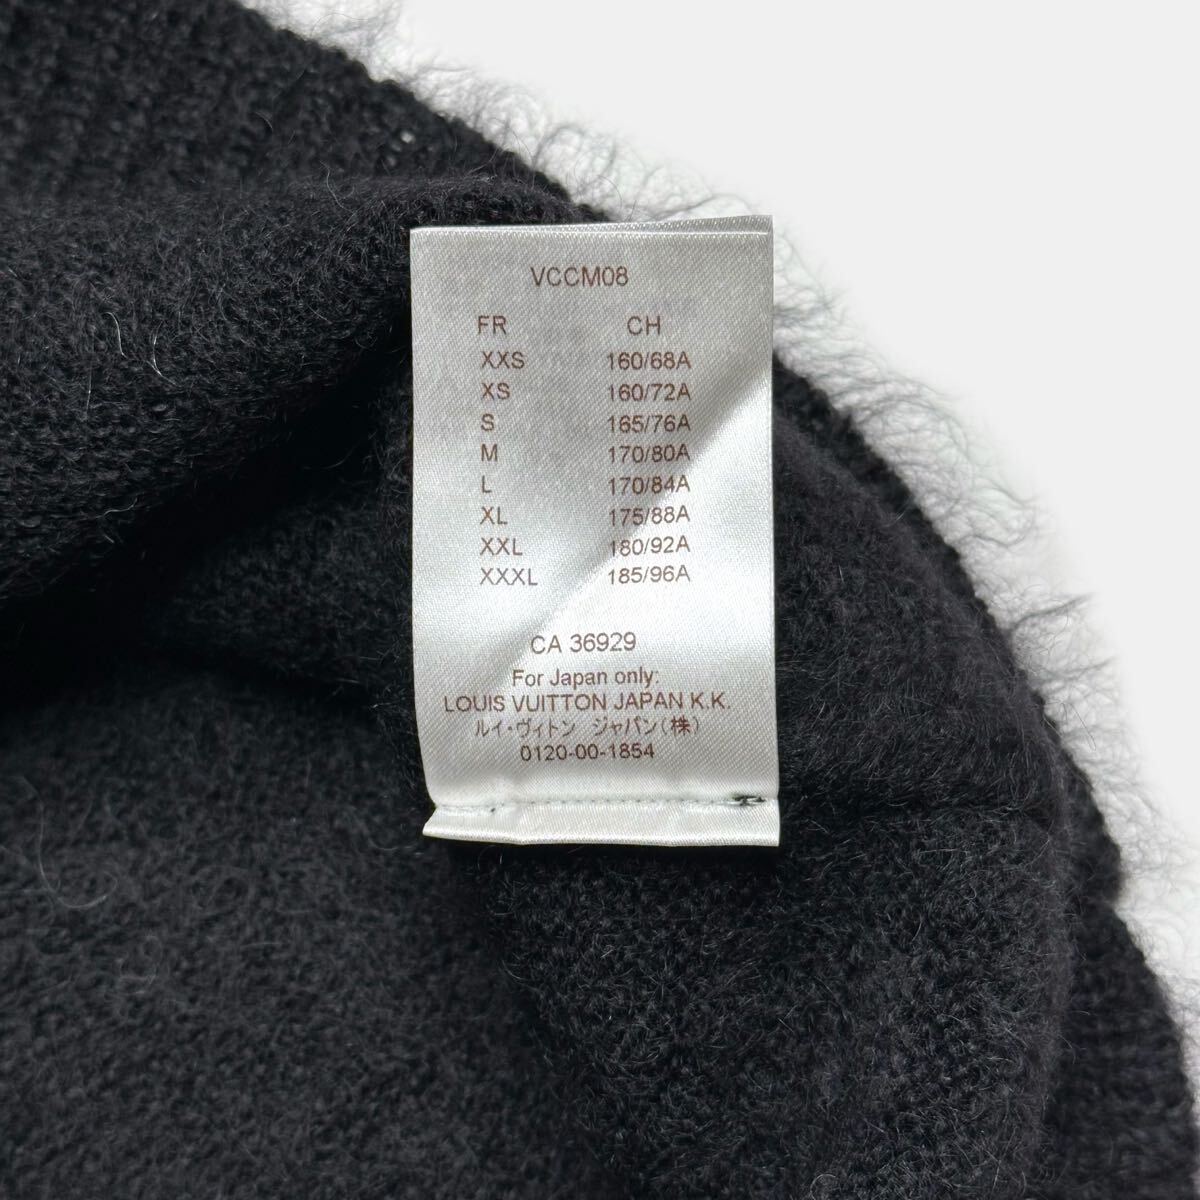 VCCM08
FR CH
XXS 160/68A
XS 160/72A
S 165/76A
M 170/80A
L 170/84A
XL 175/88A
XXL 180/92A
XXXL 185/96A
CA 36929
For Japan only:
LOUIS VUITTON JAPAN K.K.
ルイ・ヴィトン ジャパン(株)
0120-00-1854